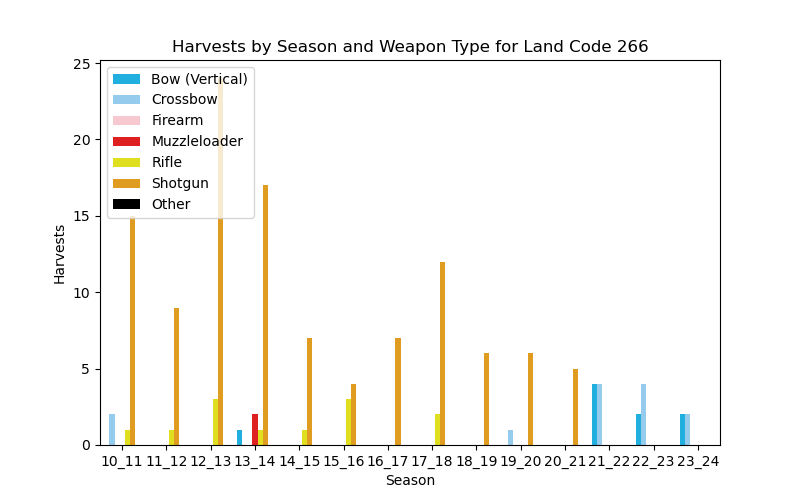 Harvests by Season and Weapon Type for Land Code 266
25
20
15
10
5
0
Harvests
Bow (Vertical)
Crossbow
Firearm
Muzzleloader
Rifle
Shotgun
Other
10_11 11_12 12_13 13_14 14_15 15_16 16_17 17_18 18_19 19_20 20_21 21_22 22_23 23_24
Season